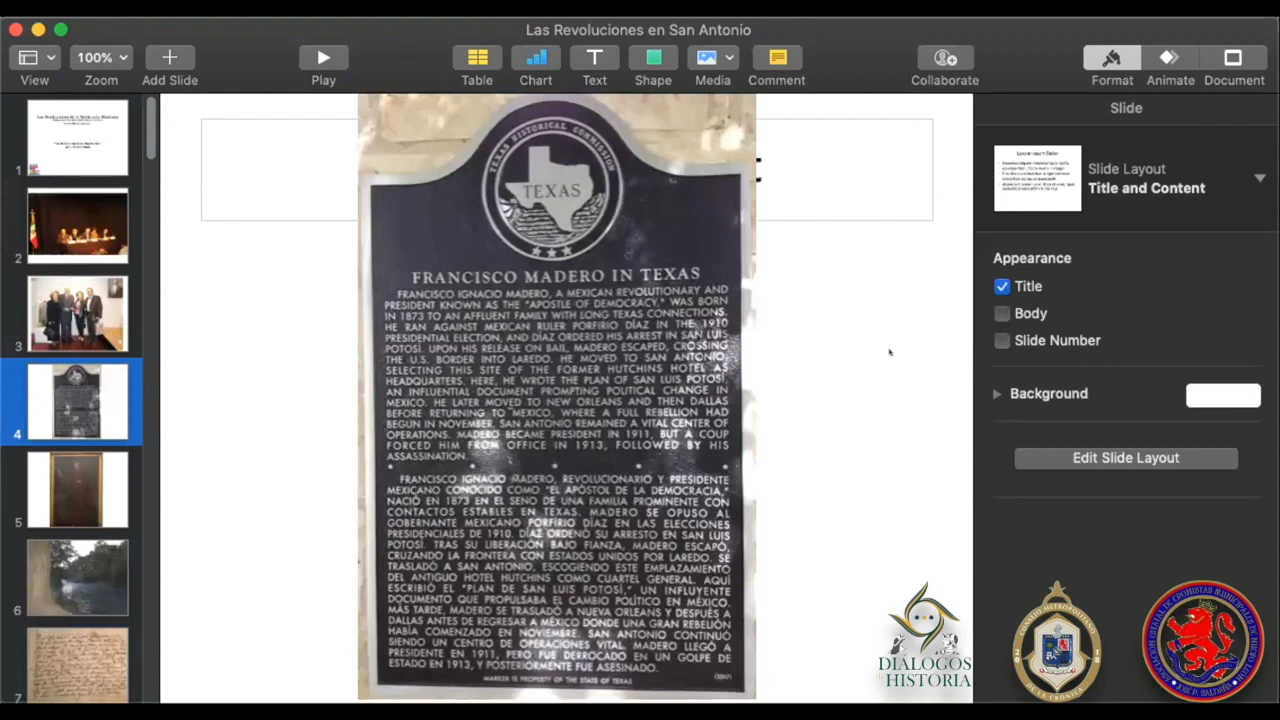 Las Revoluciones en San Antonio
100%
View
Zoom
Add Slide
Play
Table
Chart
Text
Shape
Media
Comment
Collaborate
Format
Animate
Document
1
2
3
4
5
6
7
TEXAS HISTORICAL COMMISSION
TEXAS
FRANCISCO MADERO IN TEXAS
FRANCISCO IGNACIO MADERO, A MEXICAN REVOLUTIONARY AND
PRESIDENT KNOWN AS THE "APOSTLE OF DEMOCRACY," WAS BORN
IN 1873 TO AN AFFLUENT FAMILY WITH LONG TEXAS CONNECTIONS.
HE RAN AGAINST MEXICAN RULER PORFIRIO DÍAZ IN THE 1910
PRESIDENTIAL ELECTION, AND DÍAZ ORDERED HIS ARREST IN SAN LUIS
POTOSÍ. UPON HIS RELEASE ON BAIL, MADERO ESCAPED, CROSSING
THE U.S. BORDER INTO LAREDO. HE MOVED TO SAN ANTONIO,
SELECTING THIS SITE OF THE FORMER HUTCHINS HOTEL AS
HEADQUARTERS. HERE, HE WROTE THE PLAN OF SAN LUIS POTOSÍ,
AN INFLUENTIAL DOCUMENT PROMPTING POLITICAL CHANGE IN
MEXICO. HE LATER MOVED TO NEW ORLEANS AND THEN DALLAS
BEFORE RETURNING TO MEXICO, WHERE A FULL REBELLION HAD
BEGUN IN NOVEMBER. SAN ANTONIO REMAINED A VITAL CENTER OF
OPERATIONS. MADERO BECAME PRESIDENT IN 1911, BUT A COUP
FORCED HIM FROM OFFICE IN 1913, FOLLOWED BY HIS
ASSASSINATION.
FRANCISCO IGNACIO MADERO, REVOLUCIONARIO Y PRESIDENTE
MEXICANO CONOCIDO COMO "EL APÓSTOL DE LA DEMOCRACIA,"
NACIÓ EN 1873 EN EL SENO DE UNA FAMILIA PROMINENTE CON
CONTACTOS ESTABLES EN TEXAS. MADERO SE OPUSO AL
GOBERNANTE MEXICANO PORFIRIO DÍAZ EN LAS ELECCIONES
PRESIDENCIALES DE 1910. DÍAZ ORDENÓ SU ARRESTO EN SAN LUIS
POTOSÍ. TRAS SU LIBERACIÓN BAJO FIANZA, MADERO ESCAPÓ,
CRUZANDO LA FRONTERA CON ESTADOS UNIDOS POR LAREDO. SE
TRASLADÓ A SAN ANTONIO, ESCOGIENDO ESTE EMPLAZAMIENTO
DEL ANTIGUO HOTEL HUTCHINS COMO CUARTEL GENERAL. AQUÍ
ESCRIBIÓ EL "PLAN DE SAN LUIS POTOSÍ," UN INFLUYENTE
DOCUMENTO QUE PROPULSABA EL CAMBIO POLÍTICO EN MÉXICO.
MÁS TARDE, MADERO SE TRASLADÓ A NUEVA ORLEANS Y DESPUÉS A
DALLAS ANTES DE REGRESAR A MÉXICO DONDE UNA GRAN REBELIÓN
HABÍA COMENZADO EN NOVIEMBRE. SAN ANTONIO CONTINUÓ
SIENDO UN CENTRO DE OPERACIONES VITAL. MADERO LLEGÓ A
PRESIDENTE EN 1911, PERO FUE DERROCADO EN UN GOLPE DE
ESTADO EN 1913, Y POSTERIORMENTE FUE ASESINADO.
MARKER IS PROPERTY OF THE STATE OF TEXAS
Slide
Slide Layout
Title and Content
Appearance
Title
Body
Slide Number
Background
Edit Slide Layout
DIALOGOS
HISTORIA
CONSEJO METROPOLITANO
20 18
DE LA CRÓNICA
JOSE P. SALDAÑA